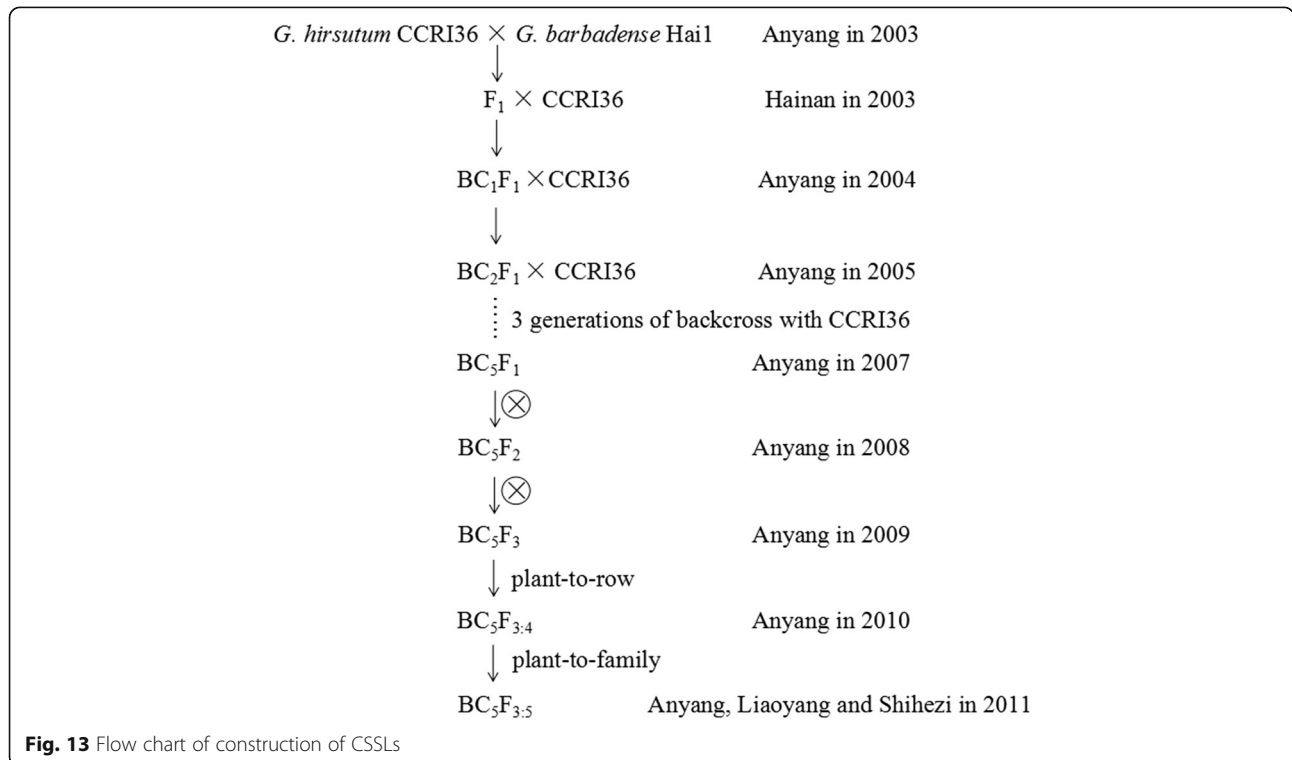 G. hirsutum CCRI36 × G. barbadense Hai1 Anyang in 2003
F₁ × CCRI36 Hainan in 2003
BC₁F₁ ×CCRI36 Anyang in 2004
BC₂F₁ × CCRI36 Anyang in 2005
3 generations of backcross with CCRI36
BC₅F₁ Anyang in 2007
⊗
BC₅F₂ Anyang in 2008
⊗
BC₅F₃ Anyang in 2009
plant-to-row
BC₅F₃:₄ Anyang in 2010
plant-to-family
BC₅F₃:₅ Anyang, Liaoyang and Shihezi in 2011
Fig. 13 Flow chart of construction of CSSLs